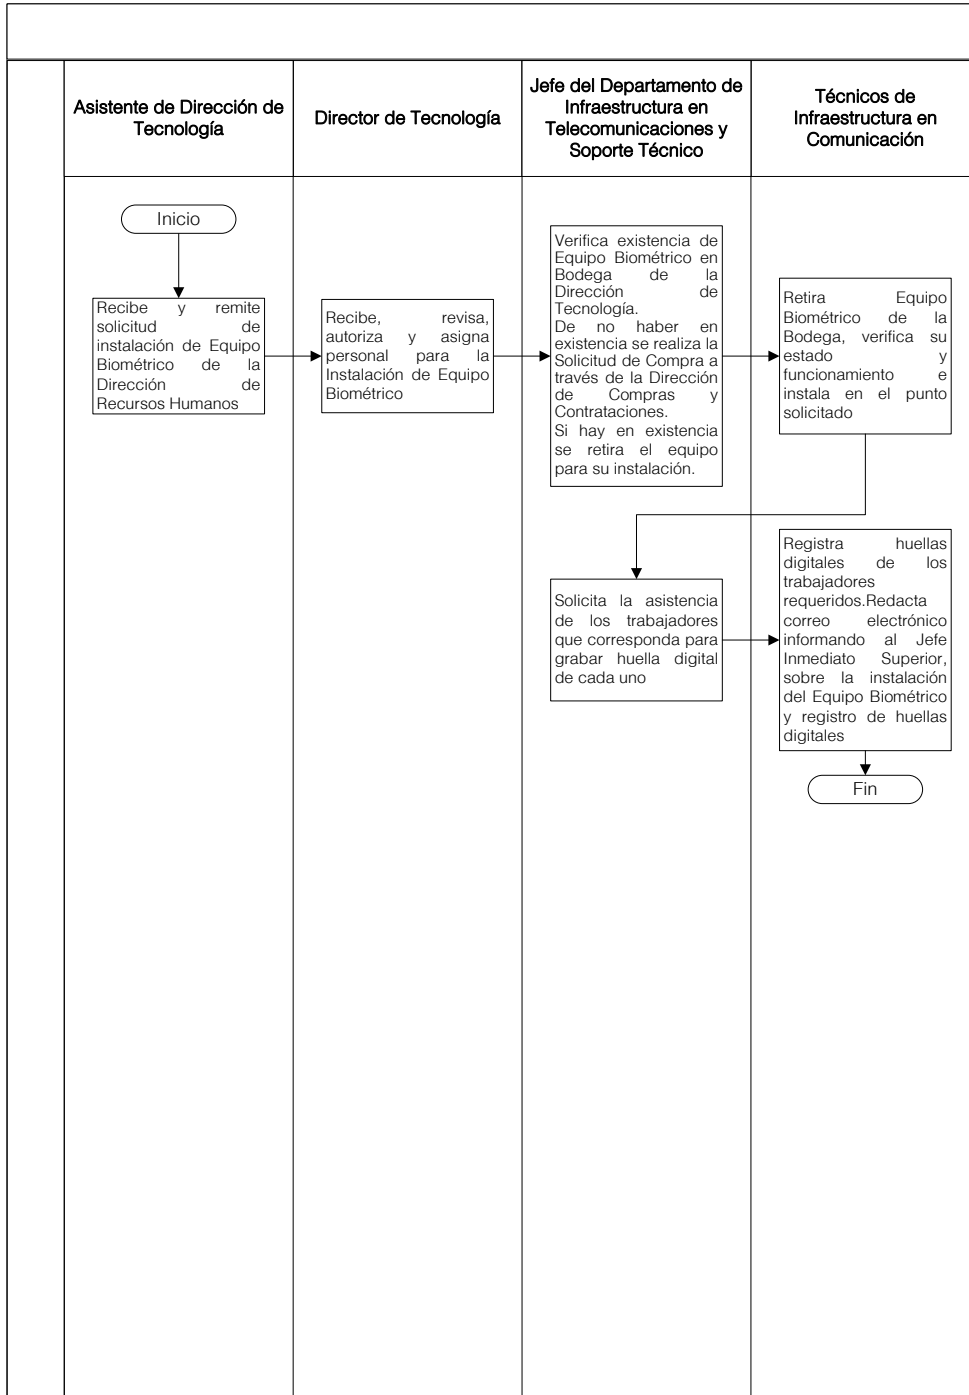 Asistente de Dirección de
Tecnología
Director de Tecnología
Jefe del Departamento de
Infraestructura en
Telecomunicaciones y
Soporte Técnico
Técnicos de
Infraestructura en
Comunicación
Inicio
Recibe y remite
solicitud de
instalación de Equipo
Biométrico de la
Dirección de
Recursos Humanos
Recibe, revisa,
autoriza y asigna
personal para la
Instalación de Equipo
Biométrico
Verifica existencia de
Equipo Biométrico en
Bodega de la
Dirección de
Tecnología.
De no haber en
existencia se realiza la
Solicitud de Compra a
través de la Dirección
de Compras y
Contrataciones.
Si hay en existencia
se retira el equipo
para su instalación.
Retira Equipo
Biométrico de la
Bodega, verifica su
estado y
funcionamiento e
instala en el punto
solicitado
Solicita la asistencia
de los trabajadores
que corresponda para
grabar huella digital
de cada uno
Registra huellas
digitales de los
trabajadores
requeridos.Redacta
correo electrónico
informando al Jefe
Inmediato Superior,
sobre la instalación
del Equipo Biométrico
y registro de huellas
digitales
Fin